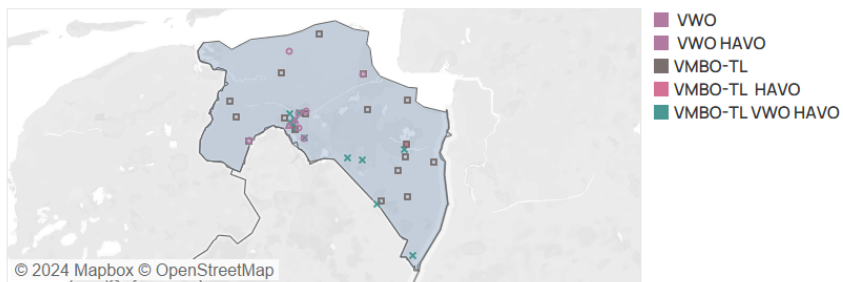 VWO
VWO HAVO
VMBO-TL
VMBO-TL HAVO
VMBO-TL VWO HAVO
© 2024 Mapbox © OpenStreetMap